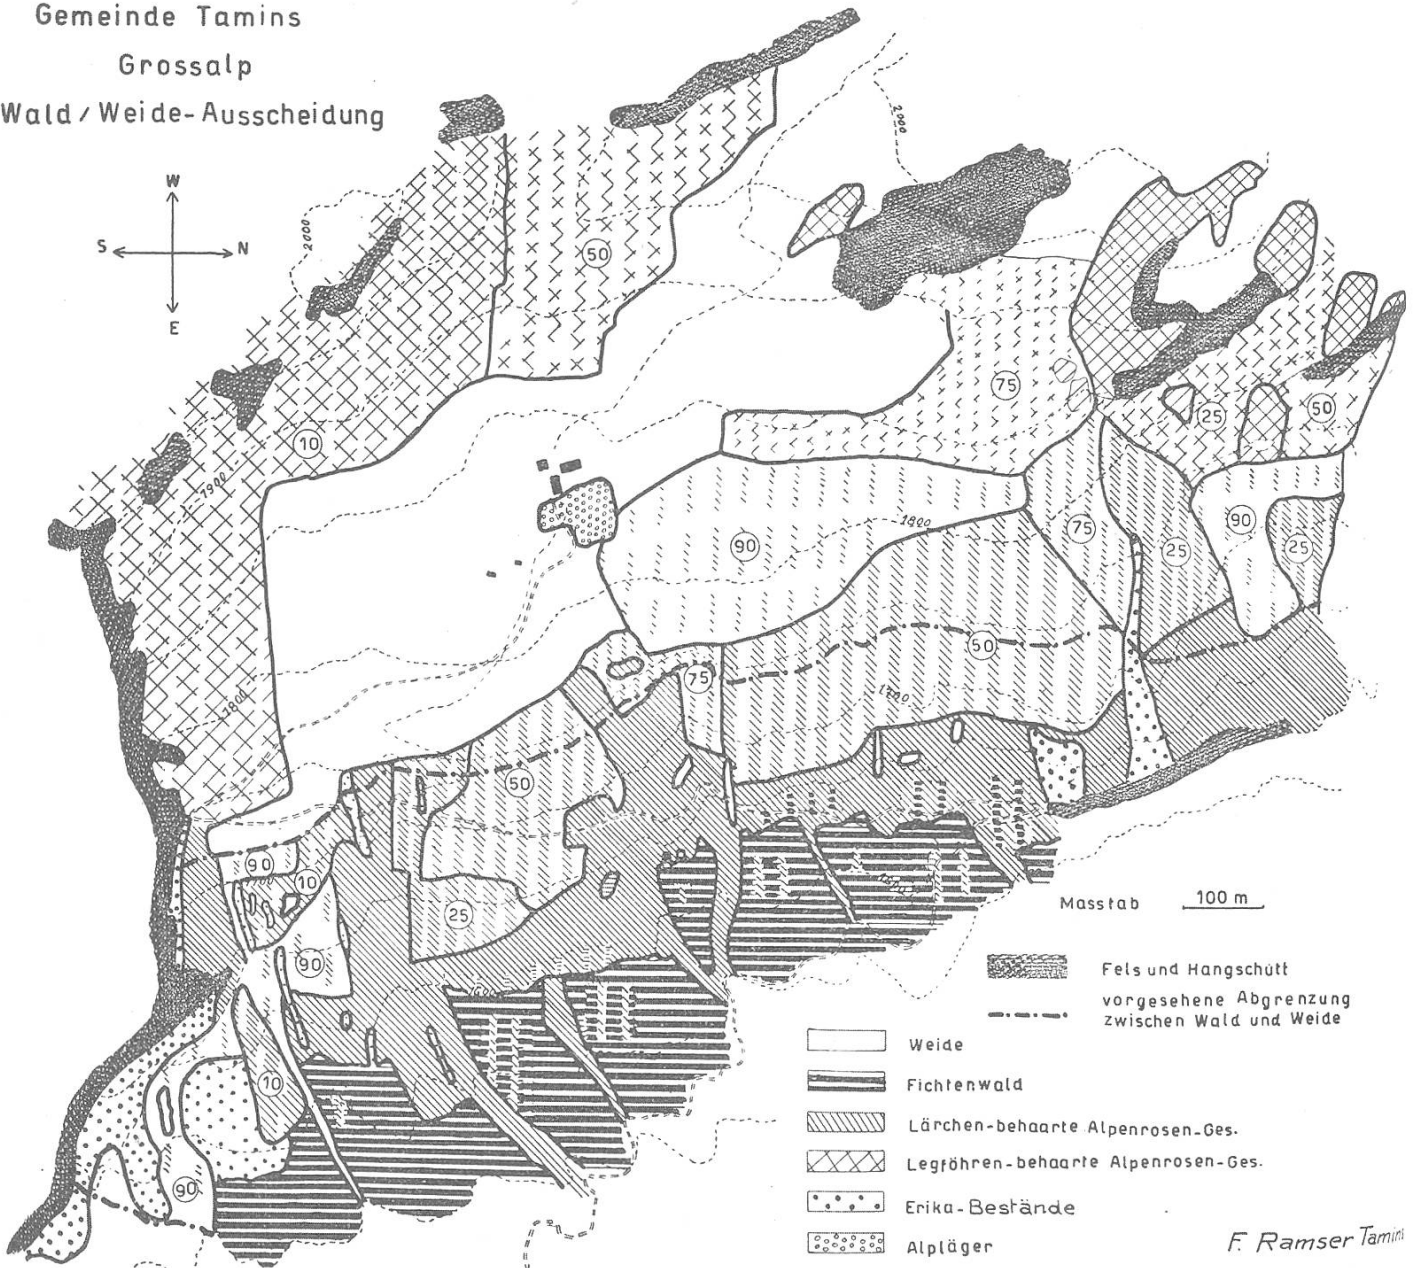 Gemeinde Tamins
Grossalp
Wald / Weide-Ausscheidung
W
S N
E
2000
2000
50
75
25
50
10
1900
1800
90
75
25
90
25
50
1800
75
1700
50
90
10
25
90
1600
10
90
Masstab 100 m
Fels und Hangschutt
vorgesehene Abgrenzung
zwischen Wald und Weide
Weide
Fichtenwald
Lärchen-behaarte Alpenrosen-Ges.
Legföhren-behaarte Alpenrosen-Ges.
Erika-Bestände
Alpläger
F. Ramser Tamins